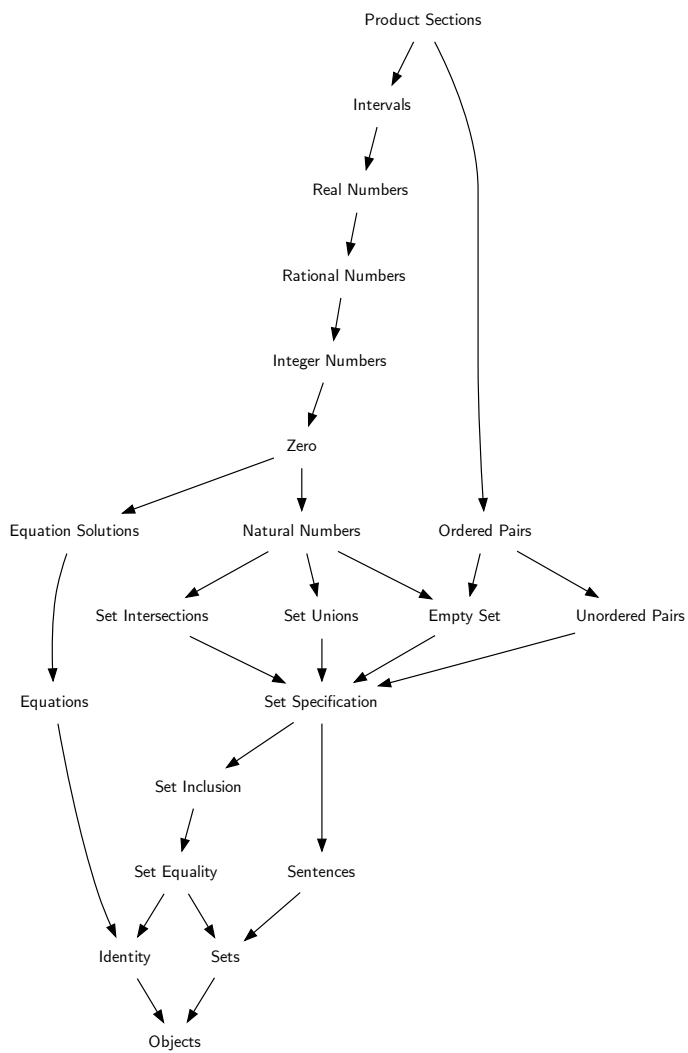 Product Sections
Intervals
Real Numbers
Rational Numbers
Integer Numbers
Zero
Equation Solutions
Natural Numbers
Ordered Pairs
Set Intersections
Set Unions
Empty Set
Unordered Pairs
Equations
Set Specification
Set Inclusion
Set Equality
Sentences
Identity
Sets
Objects